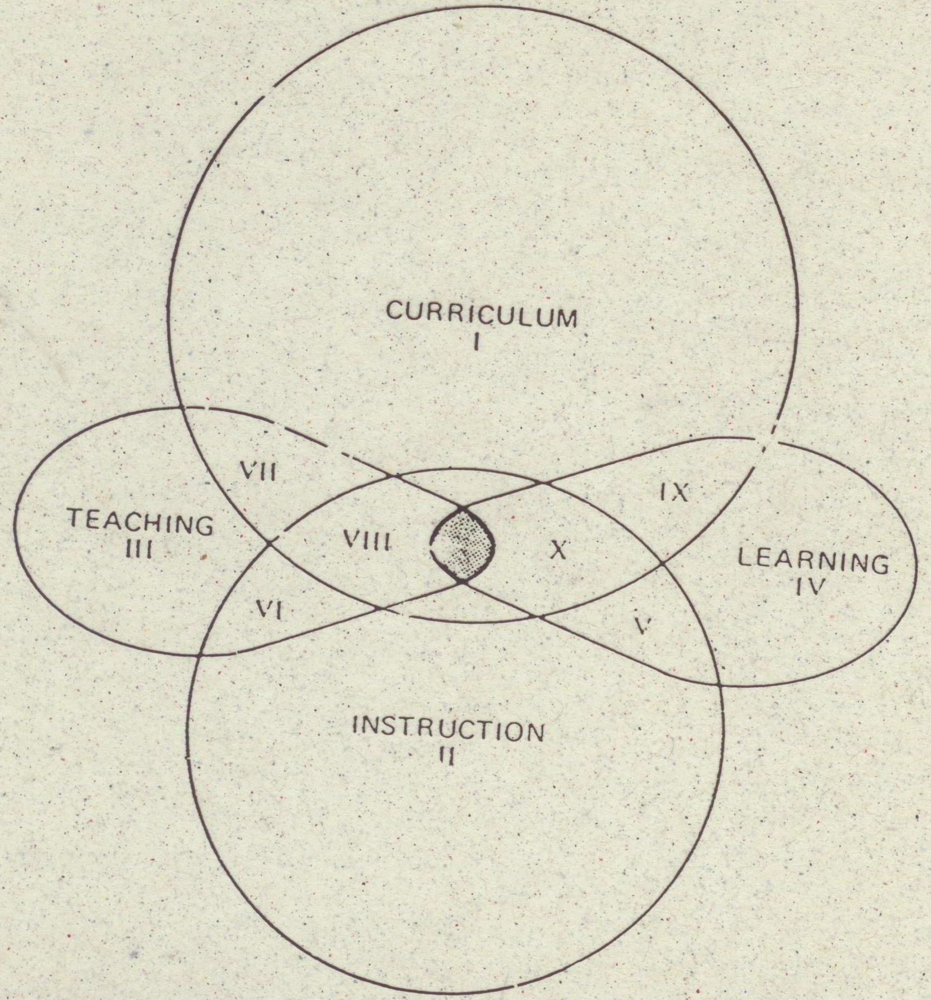 CURRICULUM
I
VII
IX
TEACHING
III
VIII
X
LEARNING
IV
VI
V
INSTRUCTION
II